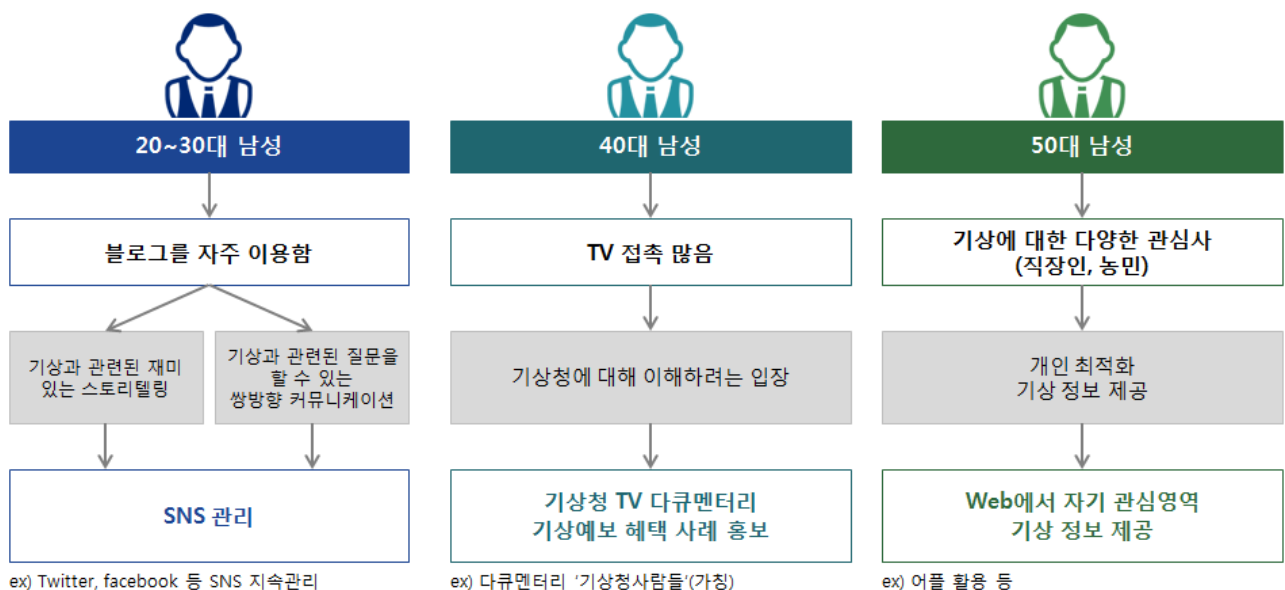 20~30대 남성
블로그를 자주 이용함
기상과 관련된 재미
있는 스토리텔링
기상과 관련된 질문을
할 수 있는
쌍방향 커뮤니케이션
SNS 관리
ex) Twitter, facebook 등 SNS 지속관리
40대 남성
TV 접촉 많음
기상청에 대해 이해하려는 입장
기상청 TV 다큐멘터리
기상예보 혜택 사례 홍보
ex) 다큐멘터리 ‘기상청사람들’(가칭)
50대 남성
기상에 대한 다양한 관심사
(직장인, 농민)
개인 최적화
기상 정보 제공
Web에서 자기 관심영역
기상 정보 제공
ex) 어플 활용 등